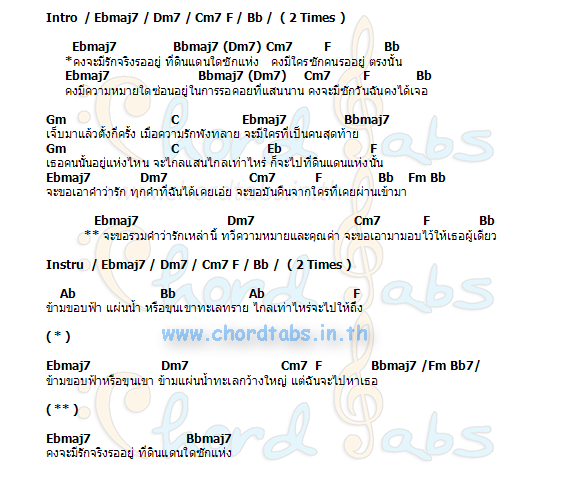 Intro / Ebmaj7 / Dm7 / Cm7 F / Bb / ( 2 Times )
Ebmaj7 Bbmaj7 (Dm7) Cm7 F Bb
*คงจะมีรักจริงรออยู่ ที่ดินแดนใดซักแห่ง คงมีใครซักคนรออยู่ ตรงนั้น
Ebmaj7 Bbmaj7 (Dm7) Cm7 F Bb
คงมีความหมายใดซ่อนอยู่ในการรอคอยที่แสนนาน คงจะมีซักวันฉันคงได้เจอ
Gm C Ebmaj7 Bbmaj7
เจ็บมาแล้วตั้งกี่ครั้ง เมื่อความรักพังทลาย จะมีใครที่เป็นคนสุดท้าย
Gm C Eb F
เธอคนนั้นอยู่แห่งไหน จะไกลแสนไกลเท่าไหร่ ก็จะไปที่ดินแดนแห่งนั้น
Ebmaj7 Dm7 Cm7 F Bb Fm Bb
จะขอเอาคำว่ารัก ทุกคำที่ฉันได้เคยเอ่ย จะขอมันคืนจากใครที่เคยผ่านเข้ามา
Ebmaj7 Dm7 Cm7 F Bb
** จะขอรวมคำว่ารักเหล่านี้ ทวีความหมายและคุณค่า จะขอเอามามอบไว้ให้เธอผู้เดียว
Instru / Ebmaj7 / Dm7 / Cm7 F / Bb / ( 2 Times )
Ab Bb Ab F
ข้ามขอบฟ้า แผ่นน้ำ หรือขุนเขาทะเลทราย ไกลเท่าไหร่จะไปให้ถึง
www.chordtabs.in.th
( * )
Ebmaj7 Dm7 Cm7 F Bbmaj7 /Fm Bb7/
ข้ามขอบฟ้าหรือขุนเขา ข้ามแผ่นน้ำทะเลกว้างใหญ่ แต่ฉันจะไปหาเธอ
( ** )
Ebmaj7 Bbmaj7
คงจะมีรักจริงรออยู่ ที่ดินแดนใดซักแห่ง